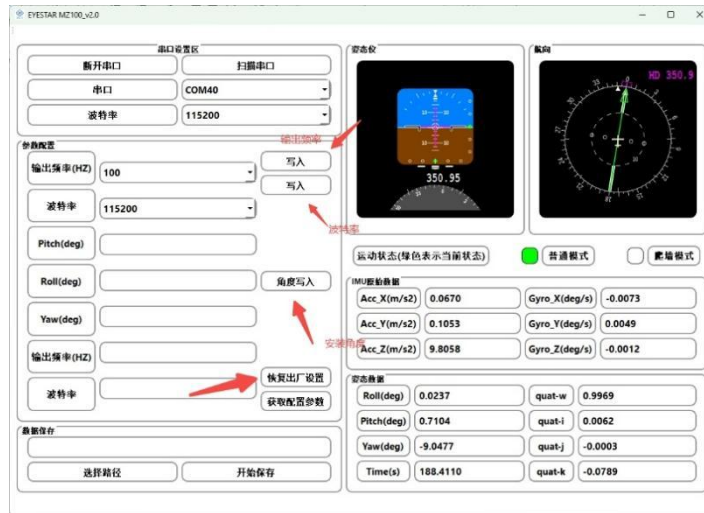 EYESTAR MZ100_v2.0
串口设置区
断开串口 扫描串口
串口 COM40
波特率 115200
参数配置
输出频率
输出频率(HZ) 100 写入
写入
波特率 115200
波特率
Pitch(deg)
Roll(deg) 角度写入
Yaw(deg)
安装角度
输出频率(HZ)
恢复出厂设置
波特率
获取配置参数
数据保存
选择路径 开始保存
姿态仪
350.95
航向
HD 350.9
运动状态(绿色表示当前状态) 普通模式 爬墙模式
IMU原始数据
Acc_X(m/s2) 0.0670 Gyro_X(deg/s) -0.0073
Acc_Y(m/s2) 0.1053 Gyro_Y(deg/s) 0.0049
Acc_Z(m/s2) 9.8058 Gyro_Z(deg/s) -0.0012
姿态数据
Roll(deg) 0.0237 quat-w 0.9969
Pitch(deg) 0.7104 quat-i 0.0062
Yaw(deg) -9.0477 quat-j -0.0003
Time(s) 188.4110 quat-k -0.0789